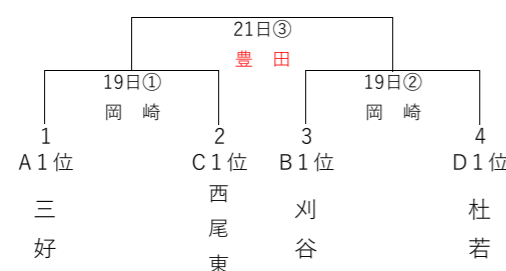 21日③
豊 田
19日① 19日②
岡 崎 岡 崎
1 2 3 4
A1位 C1位 B1位 D1位
三好
西尾東
刈谷
杜若